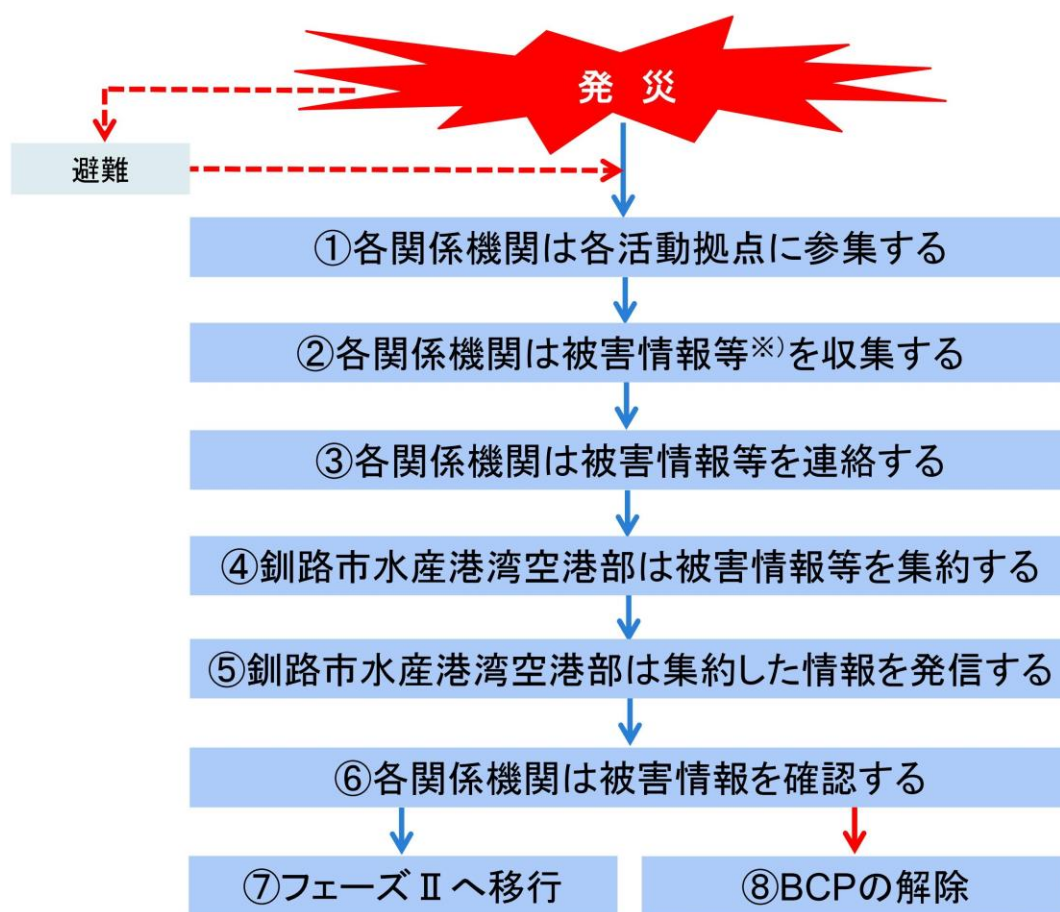 発 災
避難
①各関係機関は各活動拠点に参集する
②各関係機関は被害情報等※)を収集する
③各関係機関は被害情報等を連絡する
④釧路市水産港湾空港部は被害情報等を集約する
⑤釧路市水産港湾空港部は集約した情報を発信する
⑥各関係機関は被害情報を確認する
⑦フェーズⅡへ移行
⑧BCPの解除